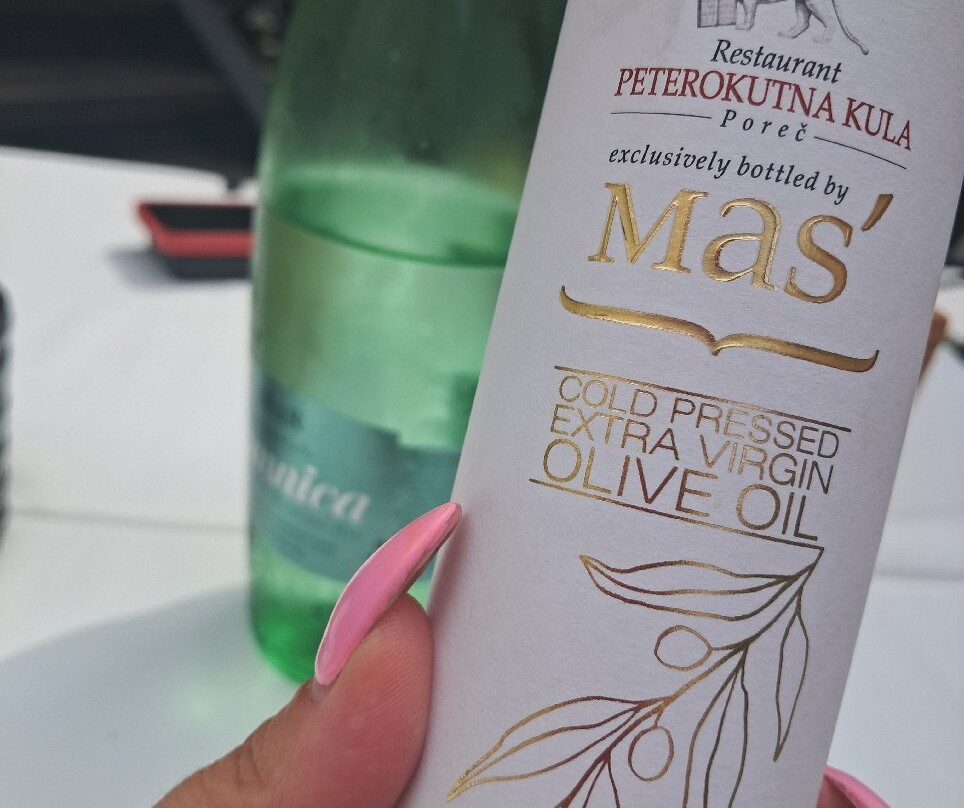 Restaurant
PETEROKUTNA KULA
Poreč
exclusively bottled by
Mas'
COLD PRESSED
EXTRA VIRGIN
OLIVE OIL